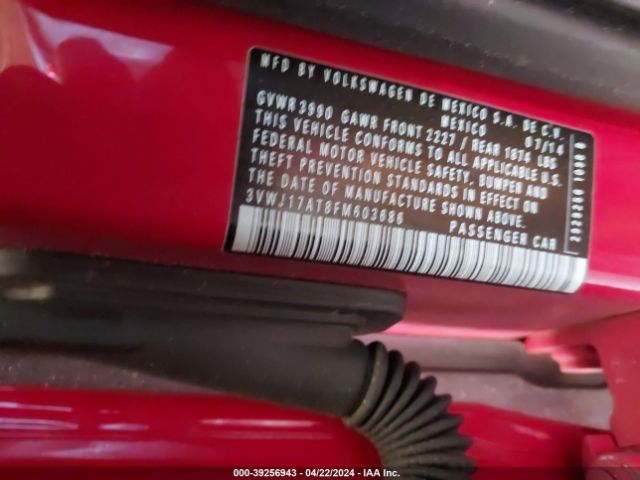 MFD BY VOLKSWAGEN DE MEXICO S.A. DE C.V.
MEXICO 07/14
GVWR 3990 GAWR FRONT 2227 / REAR 1874 LBS
THIS VEHICLE CONFORMS TO ALL APPLICABLE U.S.
FEDERAL MOTOR VEHICLE SAFETY, BUMPER AND
THEFT PREVENTION STANDARDS IN EFFECT ON
THE DATE OF MANUFACTURE SHOWN ABOVE.
3VWJ17AT8FM603686 PASSENGER CAR
000-39256943 - 04/22/2024 - IAA Inc.